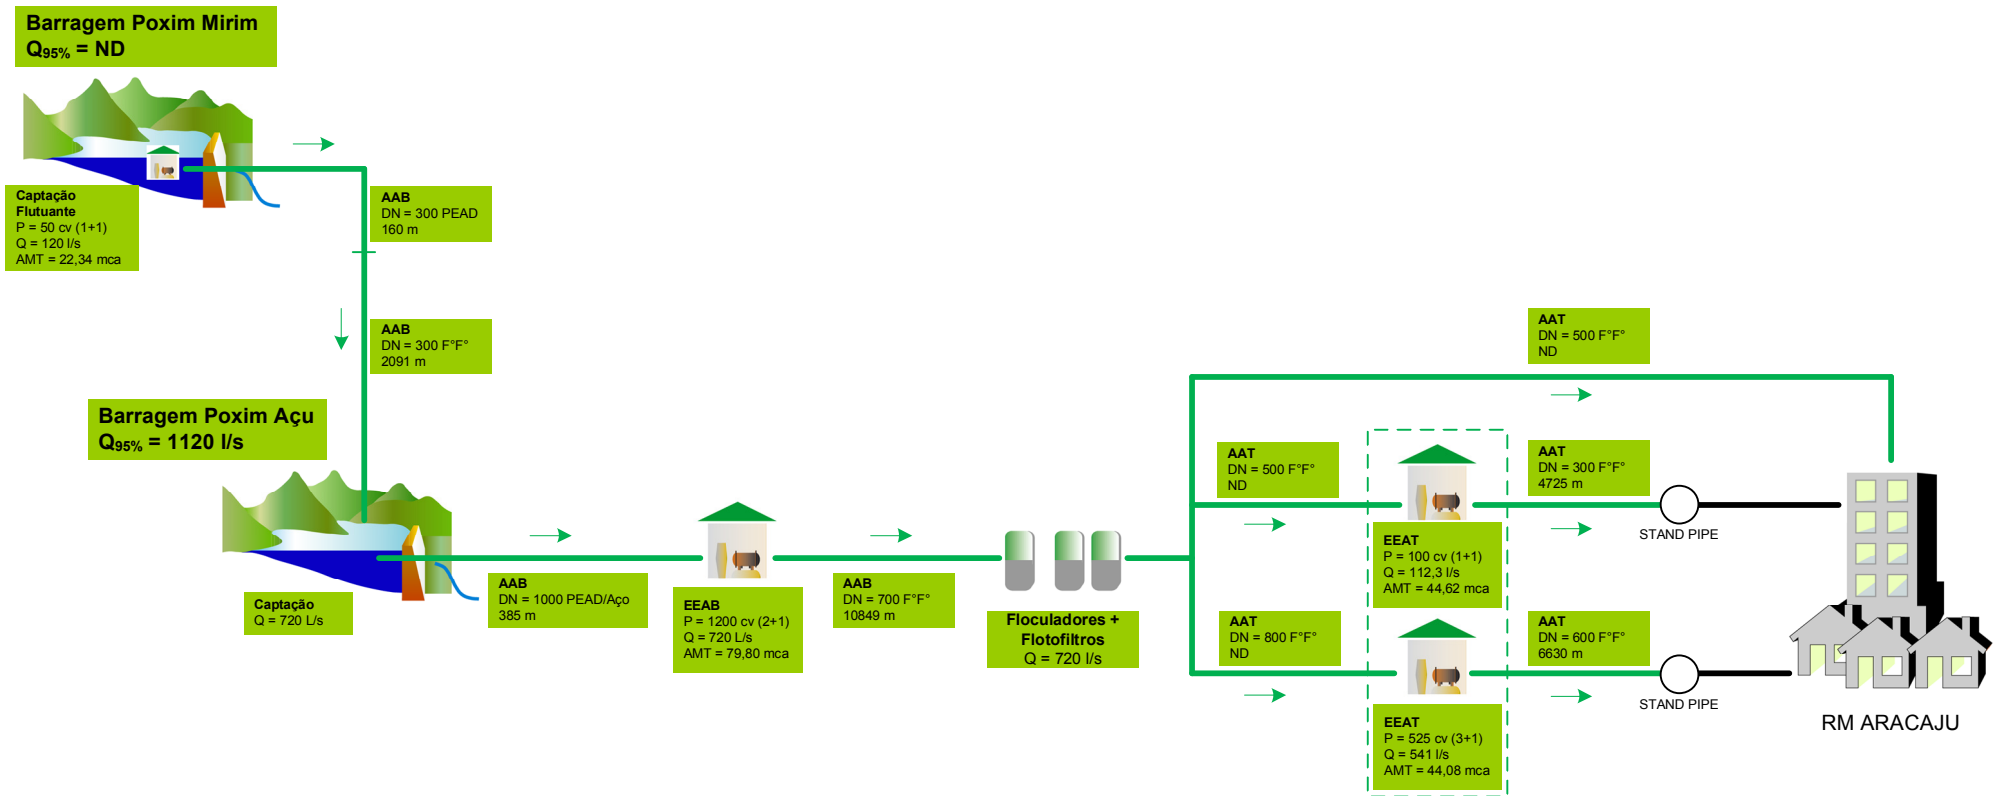 Barragem Poxim Mirim
Q95% = ND
Captação
Flutuante
P = 50 cv (1+1)
Q = 120 l/s
AMT = 22,34 mca
AAB
DN = 300 PEAD
160 m
AAB
DN = 300 F°F°
2091 m
Barragem Poxim Açu
Q95% = 1120 l/s
Captação
Q = 720 L/s
AAB
DN = 1000 PEAD/Aço
385 m
EEAB
P = 1200 cv (2+1)
Q = 720 L/s
AMT = 79,80 mca
AAB
DN = 700 F°F°
10849 m
Floculadores +
Flotofiltros
Q = 720 l/s
AAT
DN = 500 F°F°
ND
AAT
DN = 500 F°F°
ND
EEAT
P = 100 cv (1+1)
Q = 112,3 l/s
AMT = 44,62 mca
AAT
DN = 300 F°F°
4725 m
STAND PIPE
AAT
DN = 800 F°F°
ND
EEAT
P = 525 cv (3+1)
Q = 541 l/s
AMT = 44,08 mca
AAT
DN = 600 F°F°
6630 m
STAND PIPE
RM ARACAJU